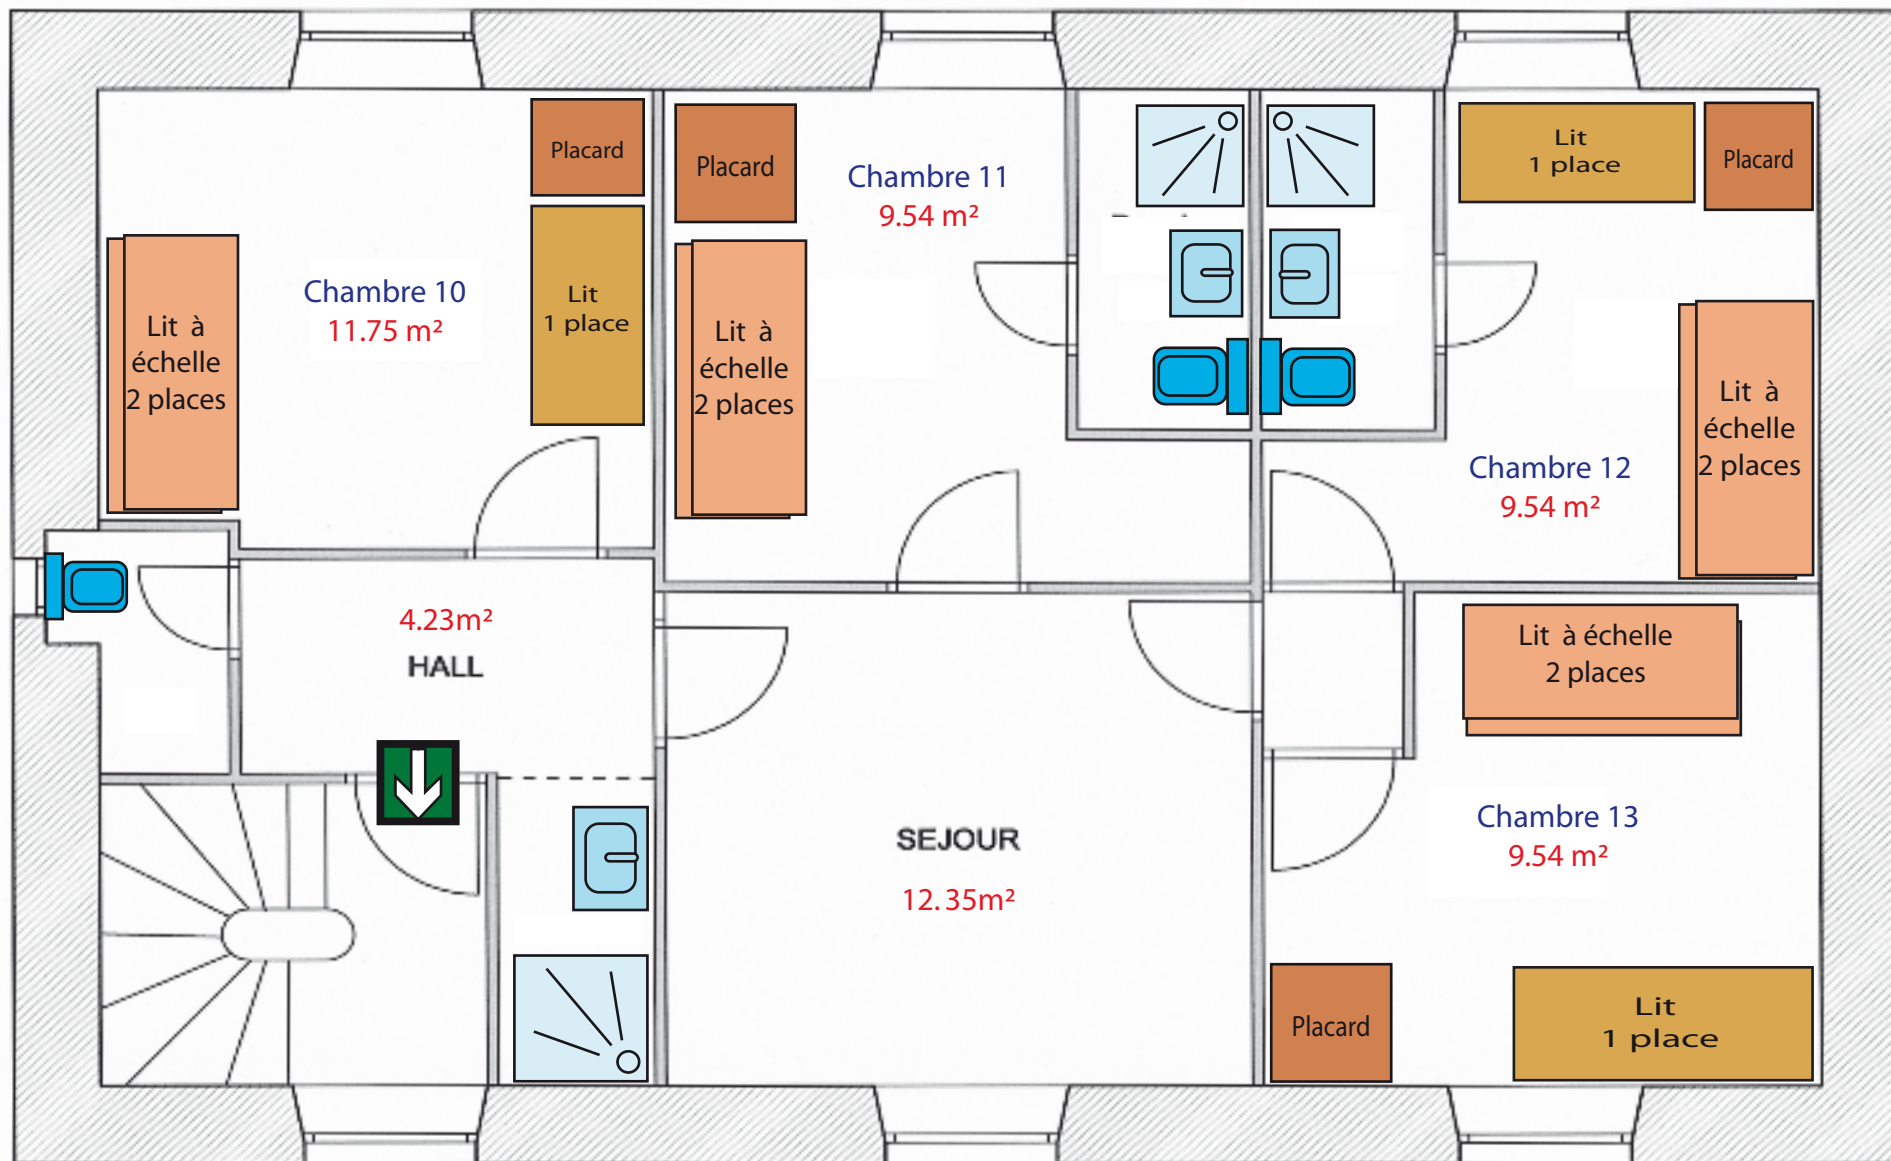 Placard
Lit
1 place
Chambre 10
11.75 m²
Lit à
échelle
2 places
Placard
Chambre 11
9.54 m²
Lit à
échelle
2 places
Lit
1 place
Placard
Lit à
échelle
2 places
Chambre 12
9.54 m²
4.23m²
HALL
SEJOUR
12.35m²
Lit à échelle
2 places
Chambre 13
9.54 m²
Placard
Lit
1 place